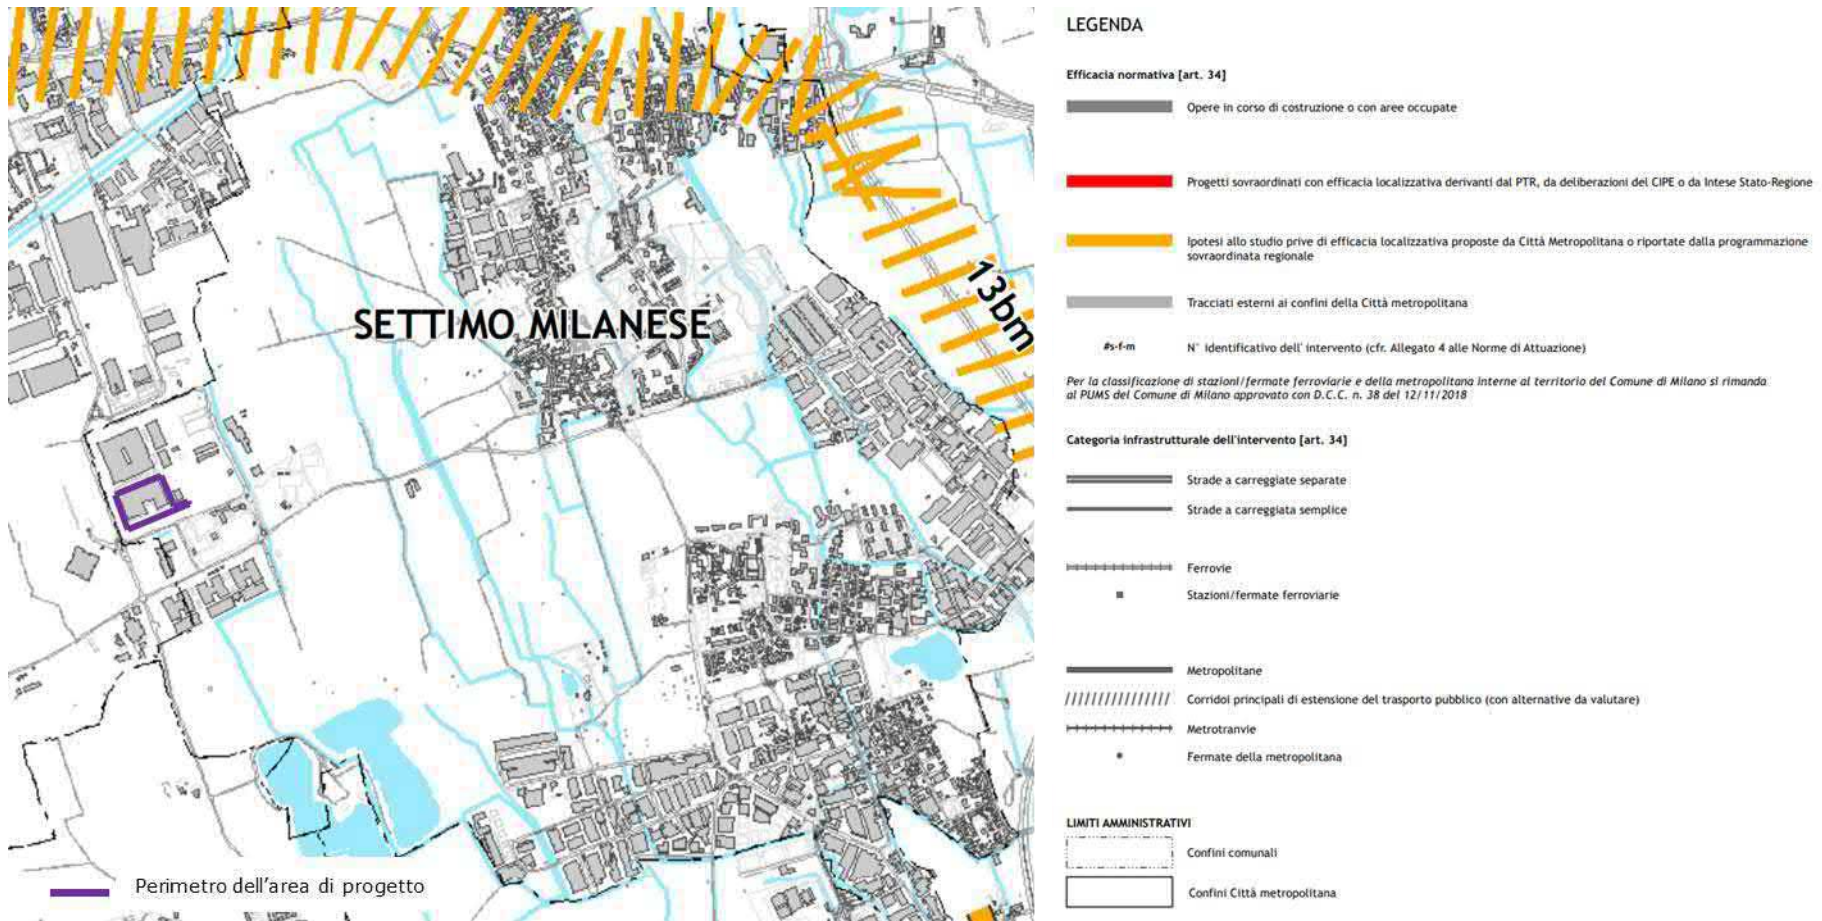 SETTIMO MILANESE
13bm
Perimetro dell'area di progetto
LEGENDA
Efficacia normativa [art. 34]
Opere in corso di costruzione o con aree occupate
Progetti sovraordinati con efficacia localizzativa derivanti dal PTR, da deliberazioni del CIPE o da Intese Stato-Regione
Ipotesi allo studio prive di efficacia localizzativa proposte da Città Metropolitana o riportate dalla programmazione
sovraordinata regionale
Tracciati esterni ai confini della Città metropolitana
#s-f-m N° Identificativo dell' intervento (cfr. Allegato 4 alle Norme di Attuazione)
Per la classificazione di stazioni/fermate ferroviarie e della metropolitana interne al territorio del Comune di Milano si rimanda
al PUMS del Comune di Milano approvato con D.C.C. n. 38 del 12/11/2018
Categoria infrastrutturale dell'intervento [art. 34]
Strade a carreggiate separate
Strade a carreggiata semplice
Ferrovie
Stazioni/fermate ferroviarie
Metropolitane
Corridoi principali di estensione del trasporto pubblico (con alternative da valutare)
Metrotranvie
Fermate della metropolitana
LIMITI AMMINISTRATIVI
Confini comunali
Confini Città metropolitana